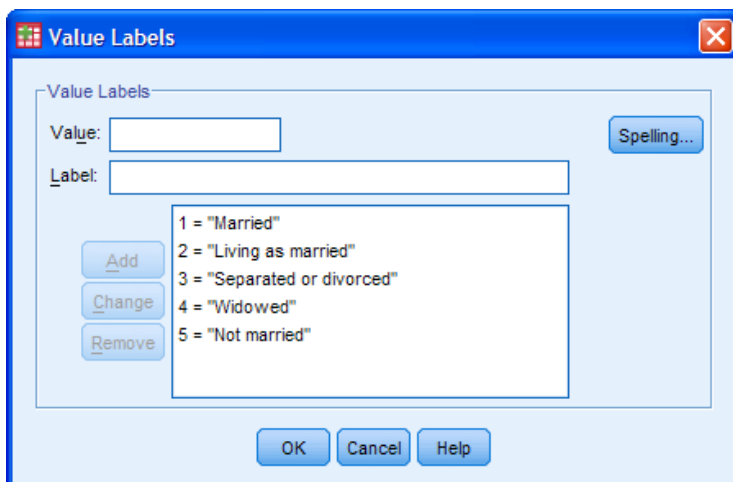 Value Labels
Value Labels
Value:
Spelling...
Label:
1 = "Married"
2 = "Living as married"
3 = "Separated or divorced"
4 = "Widowed"
5 = "Not married"
Add
Change
Remove
OK Cancel Help